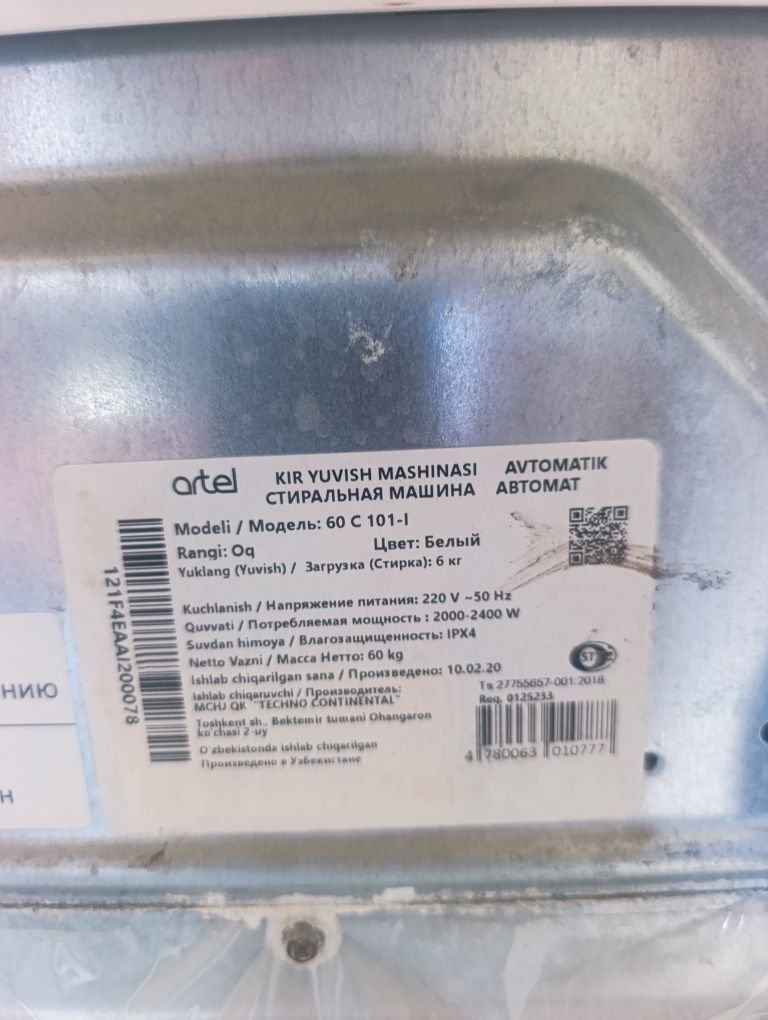 artel
KIR YUVISH MASHINASI AVTOMATIK
СТИРАЛЬНАЯ МАШИНА АВТОМАТ
Modeli / Модель: 60 C 101-I
Rangi: Oq Цвет: Белый
Yuklang (Yuvish) / Загрузка (Стирка): 6 кг
Kuchlanish / Напряжение питания: 220 V ~50 Hz
Quvvati / Потребляемая мощность : 2000-2400 W
Suvdan himoya / Влагозащищенность: IPX4
Netto Vazni / Масса Нетто: 60 kg
Ishlab chiqarilgan sana / Произведено: 10.02.20
Ishlab chiqaruvchi / Производитель:
MCHJ QK "TECHNO CONTINENTAL"
Toshkent sh., Bektemir tumani Ohangaron
ko'chasi 2-uy
O'zbekistonda ishlab chiqarilgan
Произведено в Узбекистане
121F4EAAI200078
ST
Ts 27755657-001:2018
Reg. 0125233
4 780063 010777
НИЮ
Н